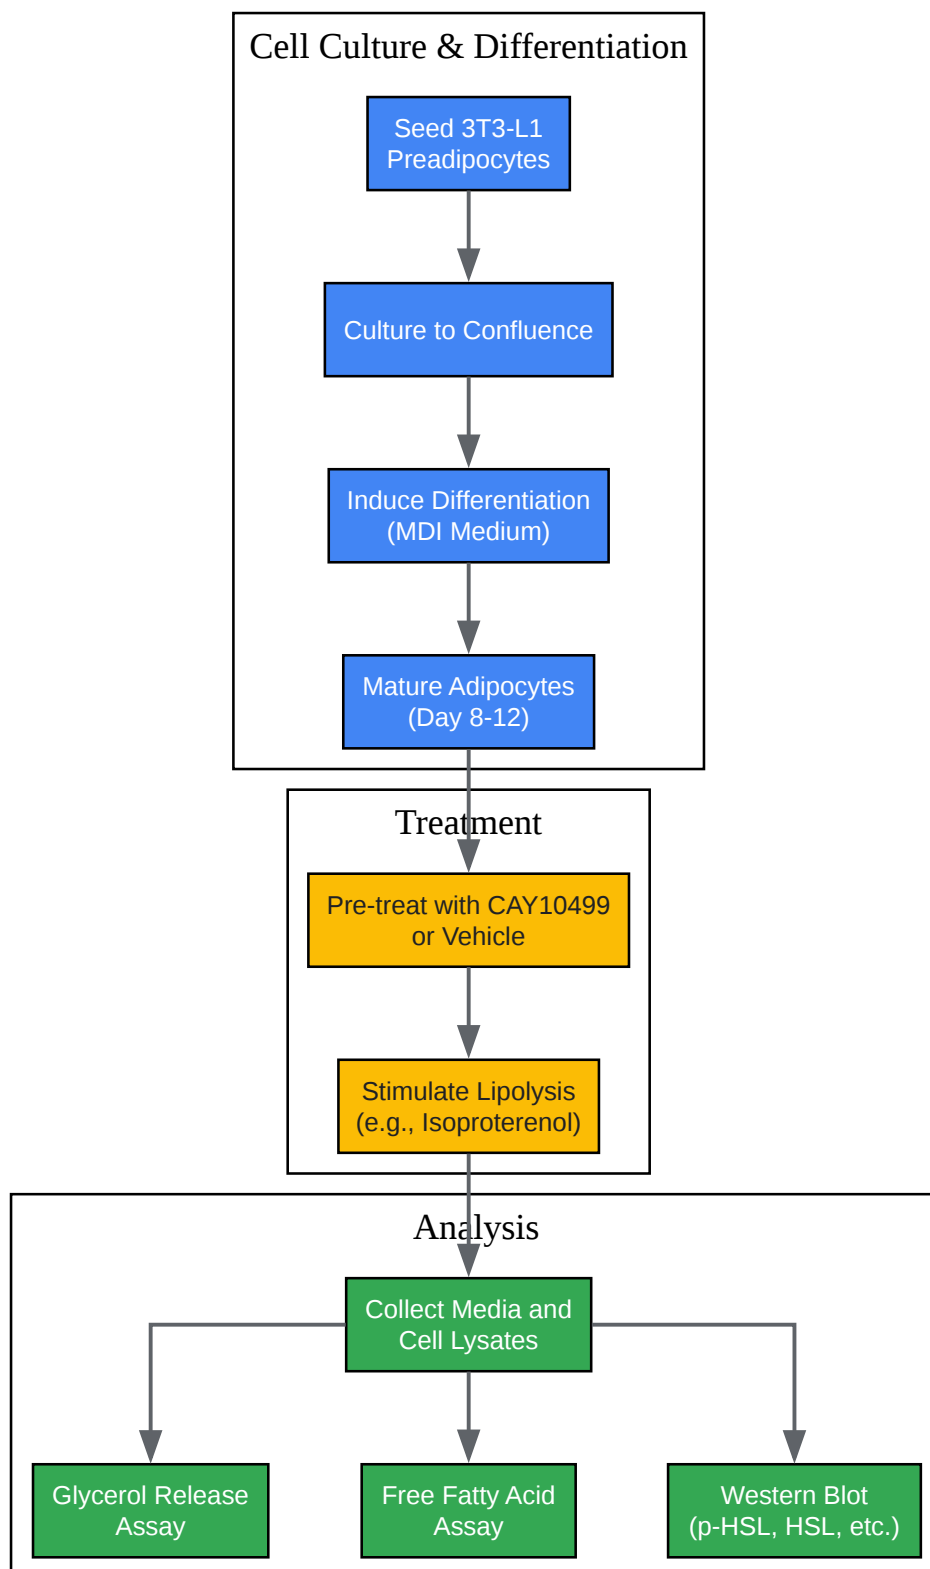 Cell Culture & Differentiation
Seed 3T3-L1
Preadipocytes
Culture to Confluence
Induce Differentiation
(MDI Medium)
Mature Adipocytes
(Day 8-12)
Treatment
Pre-treat with CAY10499
or Vehicle
Stimulate Lipolysis
(e.g., Isoproterenol)
Analysis
Collect Media and
Cell Lysates
Glycerol Release
Assay
Free Fatty Acid
Assay
Western Blot
(p-HSL, HSL, etc.)